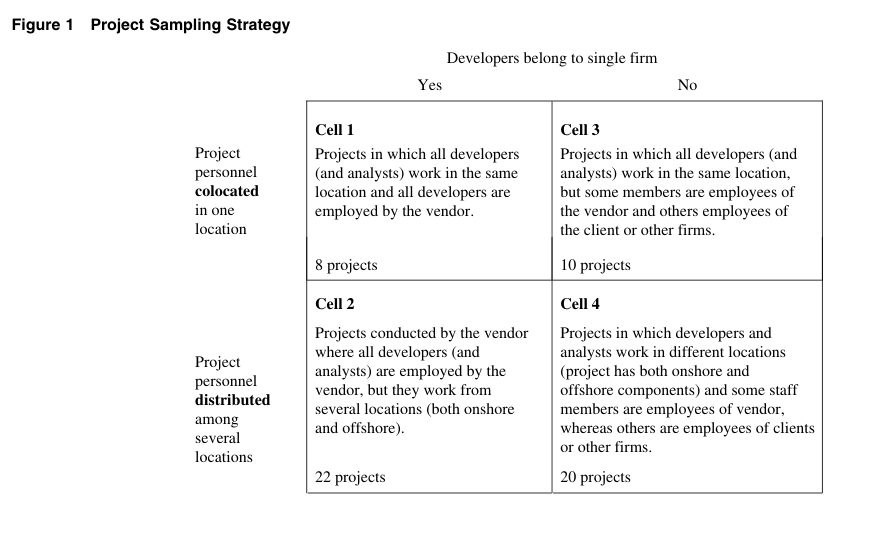 Figure 1 Project Sampling Strategy
Developers belong to single firm
Yes
No
Project
personnel
colocated
in one
location
Cell 1
Projects in which all developers
(and analysts) work in the same
location and all developers are
employed by the vendor.
8 projects
Cell 3
Projects in which all developers (and
analysts) work in the same location,
but some members are employees of
the vendor and others employees of
the client or other firms.
10 projects
Project
personnel
distributed
among
several
locations
Cell 2
Projects conducted by the vendor
where all developers (and
analysts) are employed by the
vendor, but they work from
several locations (both onshore
and offshore).
22 projects
Cell 4
Projects in which developers and
analysts work in different locations
(project has both onshore and
offshore components) and some staff
members are employees of vendor,
whereas others are employees of clients
or other firms.
20 projects